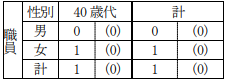 職員 性別 40歳代 計
男 0 (0) 0 (0)
女 1 (0) 1 (0)
計 1 (0) 1 (0)